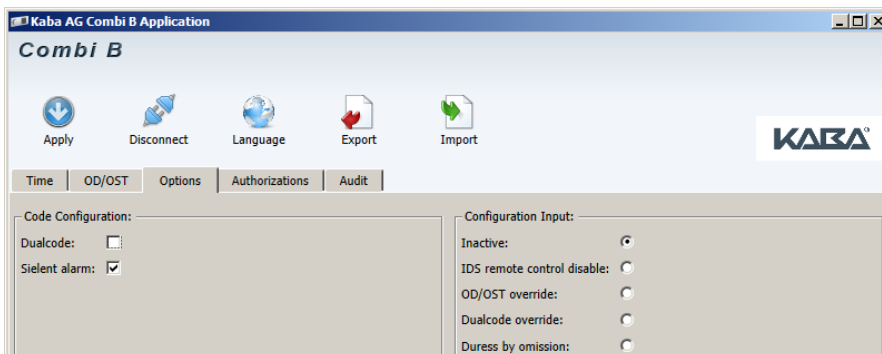 Kaba AG Combi B Application
Combi B
Apply Disconnect Language Export Import
KABA®
Time OD/OST Options Authorizations Audit
Code Configuration:
Dualcode:
Sielent alarm:
Configuration Input:
Inactive:
IDS remote control disable:
OD/OST override:
Dualcode override:
Duress by omission: